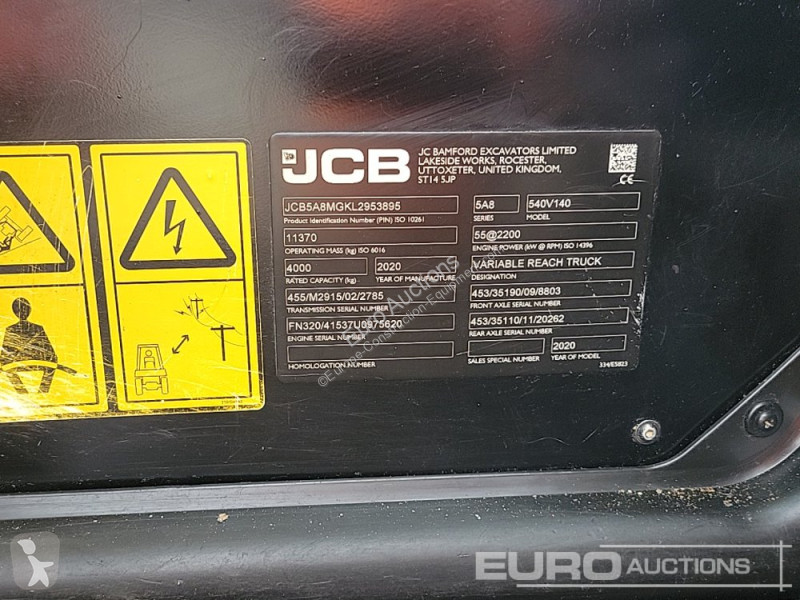 JCB
JC BAMFORD EXCAVATORS LIMITED
LAKESIDE WORKS, ROCESTER,
UTTOXETER, UNITED KINGDOM,
ST14 5JP
CE
JCB5A8MGKL2953895
5A8
540V140
Product Identification Number (PIN) ISO 10261
SERIES
MODEL
11370
55@2200
OPERATING MASS (kg) ISO 6016
ENGINE POWER (kW @ RPM) ISO 14396
4000
2020
VARIABLE REACH TRUCK
RATED CAPACITY (kg)
YEAR OF MANUFACTURE
DESIGNATION
455/M2915/02/2785
453/35190/09/8803
TRANSMISSION SERIAL NUMBER
FRONT AXLE SERIAL NUMBER
FN320/41537U0975620
453/35110/11/20262
ENGINE SERIAL NUMBER
REAR AXLE SERIAL NUMBER
2020
HOMOLOGATION NUMBER
SALES SPECIAL NUMBER
YEAR OF MODEL
334/E5823
EURO AUCTIONS